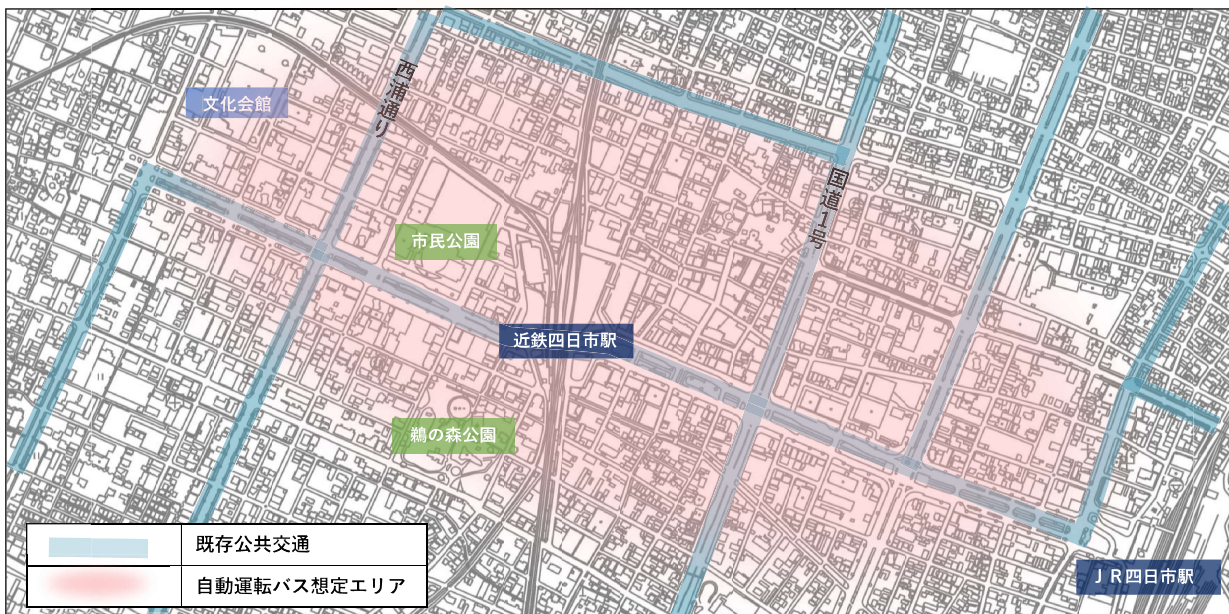 西浦通り
文化会館
国道1号
市民公園
近鉄四日市駅
鵜の森公園
既存公共交通
自動運転バス想定エリア
ＪＲ四日市駅